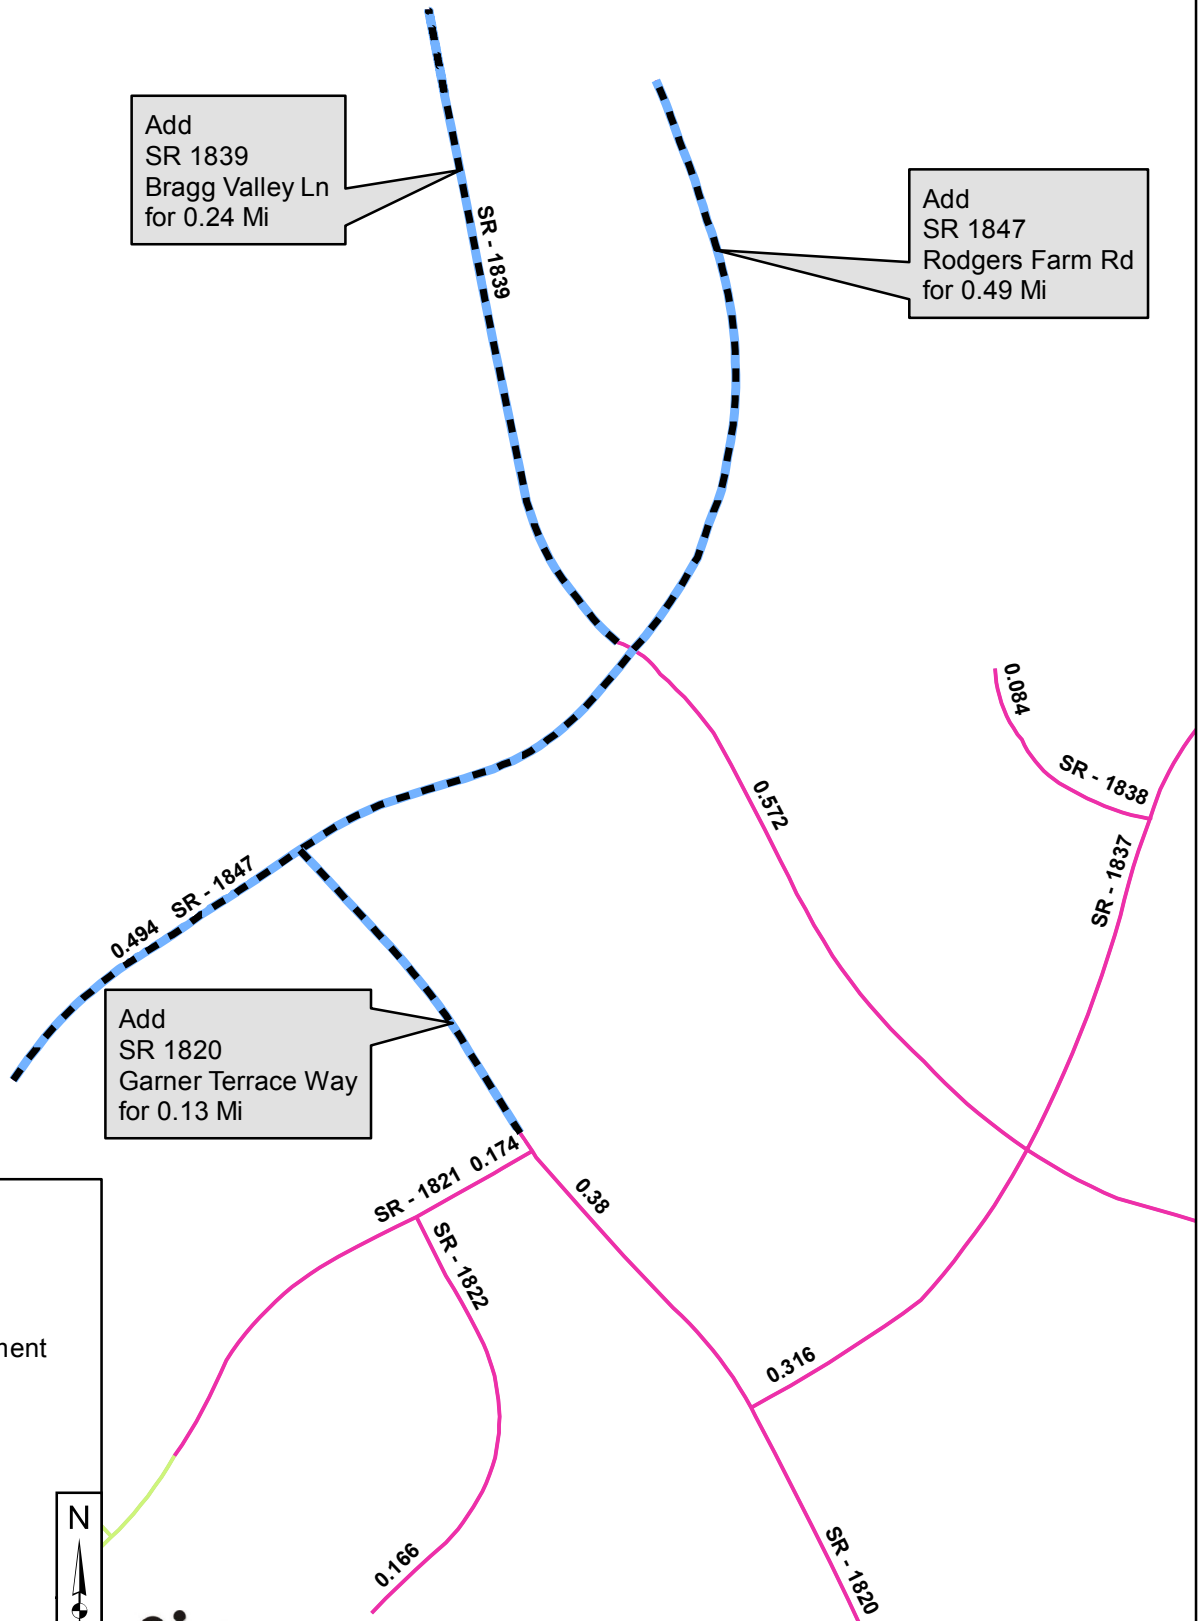 Add
SR 1839
Bragg Valley Ln
for 0.24 Mi
Add
SR 1847
Rodgers Farm Rd
for 0.49 Mi
SR - 1839
0.084
SR - 1838
0.572
SR - 1837
SR - 1847
0.494
Add
SR 1820
Garner Terrace Way
for 0.13 Mi
0.174
SR - 1821
0.38
SR - 1822
0.316
0.166
SR - 1820
N